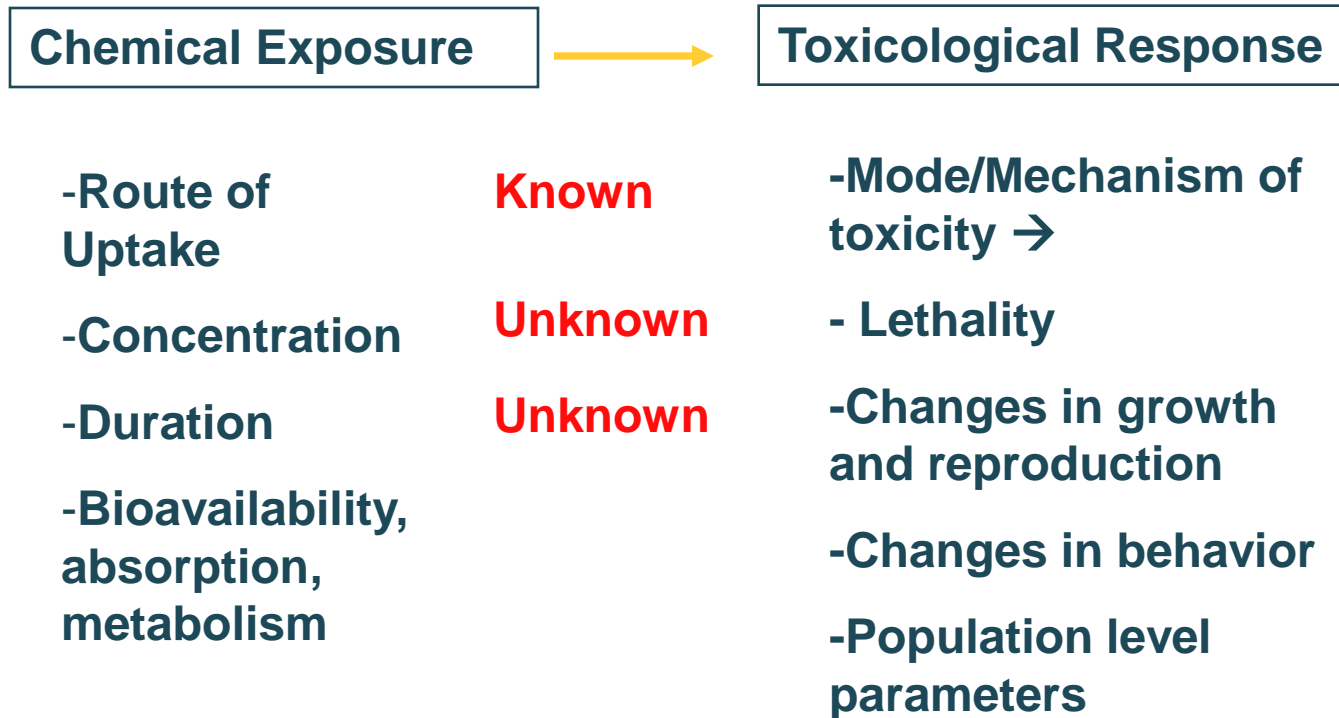 Chemical Exposure
Toxicological Response
-Route of
Uptake
Known
-Concentration
Unknown
-Duration
Unknown
-Bioavailability,
absorption,
metabolism
-Mode/Mechanism of
toxicity →
- Lethality
-Changes in growth
and reproduction
-Changes in behavior
-Population level
parameters